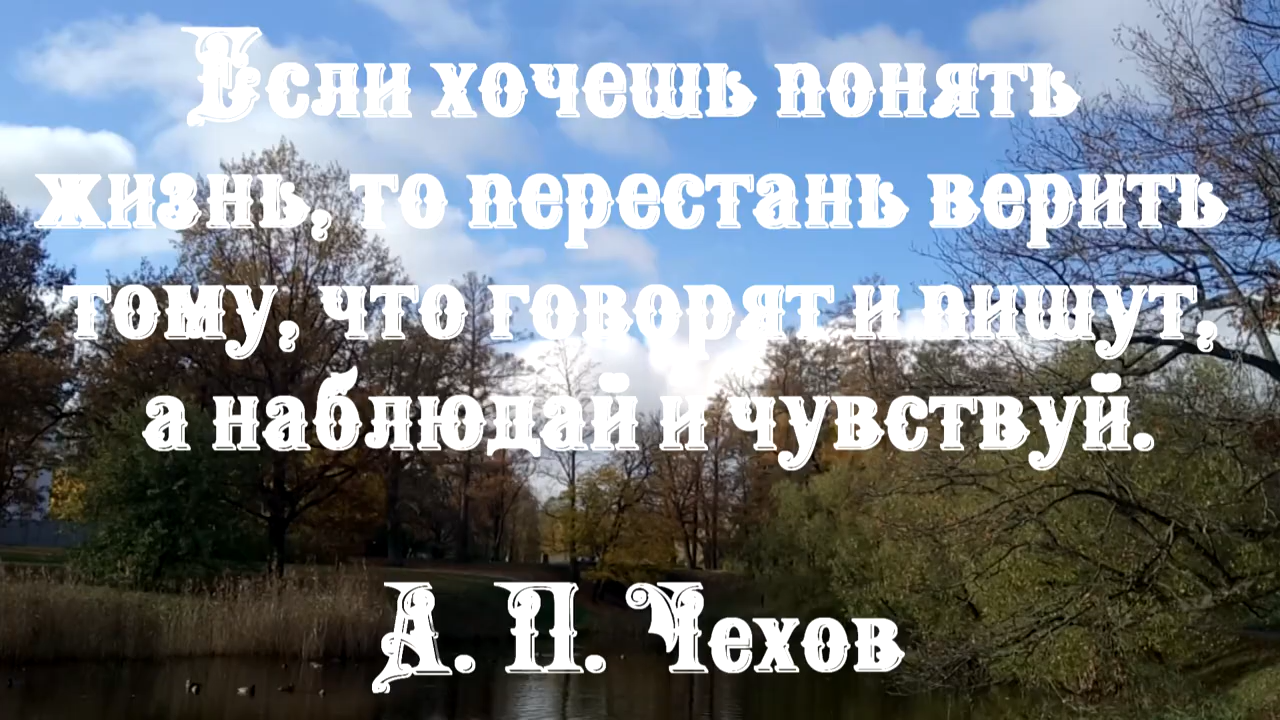 Если хочешь понять
жизнь, то перестань верить
тому, что говорят и пишут,
а наблюдай и чувствуй.
А. П. Чехов